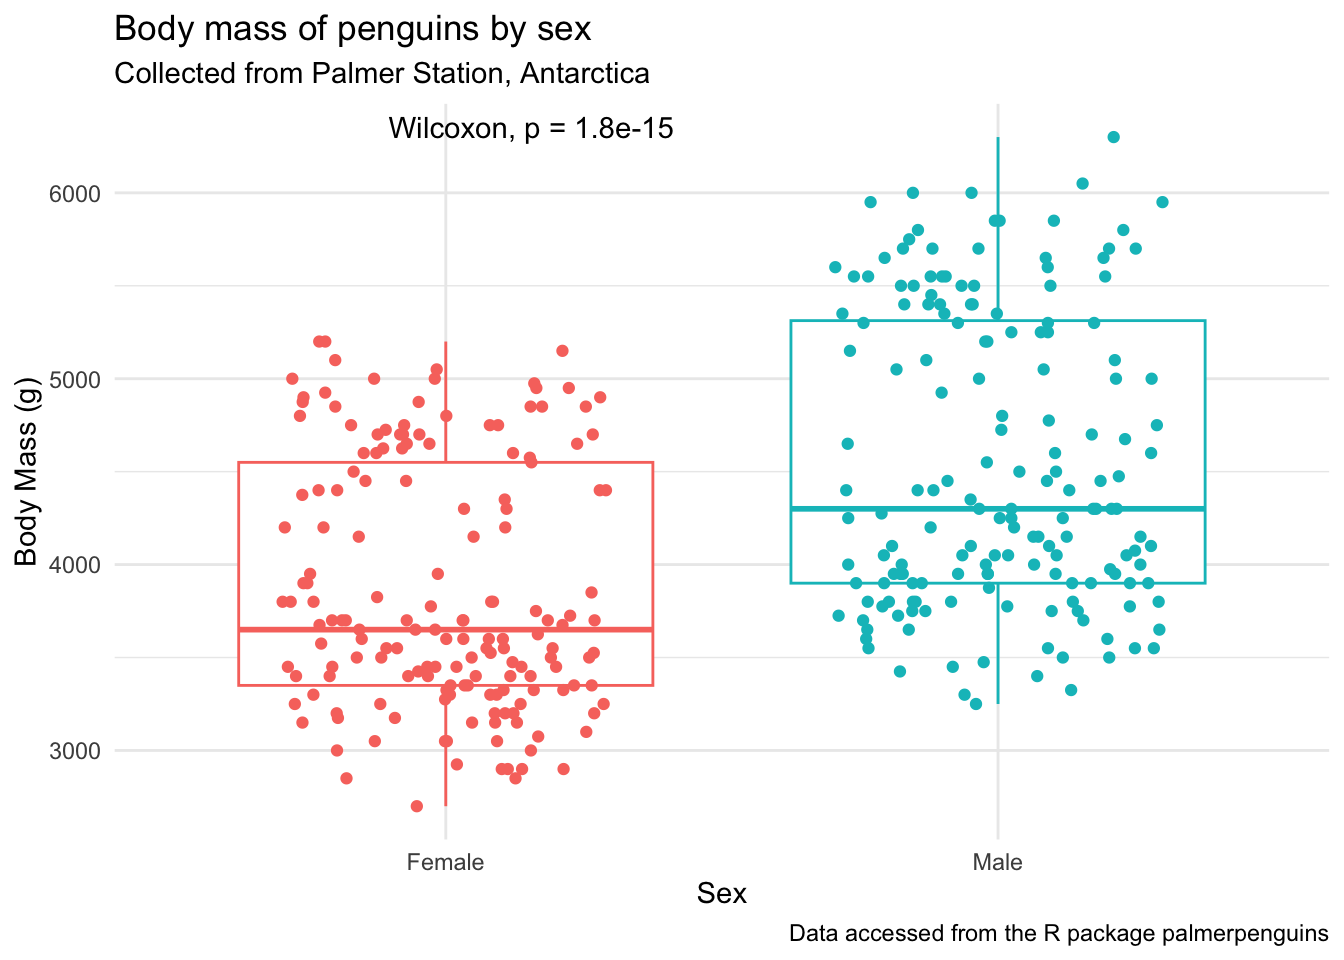 Body mass of penguins by sex
Collected from Palmer Station, Antarctica
Wilcoxon, p = 1.8e-15
6000
5000
4000
3000
Body Mass (g)
Female
Male
Sex
Data accessed from the R package palmerpenguins